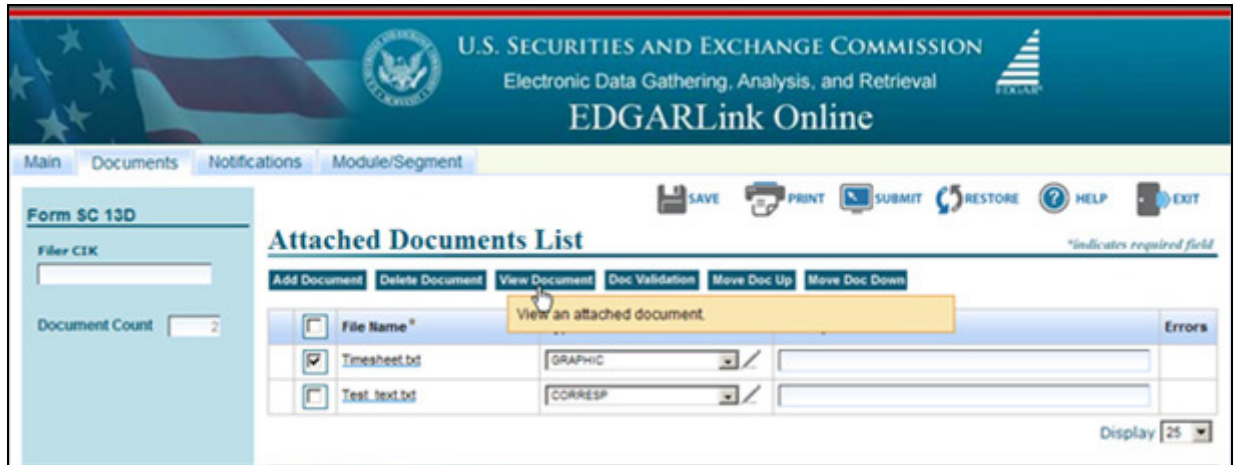 U.S. SECURITIES AND EXCHANGE COMMISSION
Electronic Data Gathering, Analysis, and Retrieval
EDGAR®
EDGARLink Online
Main Documents Notifications Module/Segment
SAVE PRINT SUBMIT RESTORE HELP EXIT
Form SC 13D
Attached Documents List
*indicates required field
Filer CIK
Add Document Delete Document View Document Doc Validation Move Doc Up Move Doc Down
View an attached document.
Document Count 2
File Name* Errors
Timesheet.txt GRAPHIC
Test_text.txt CORRESP
Display 25